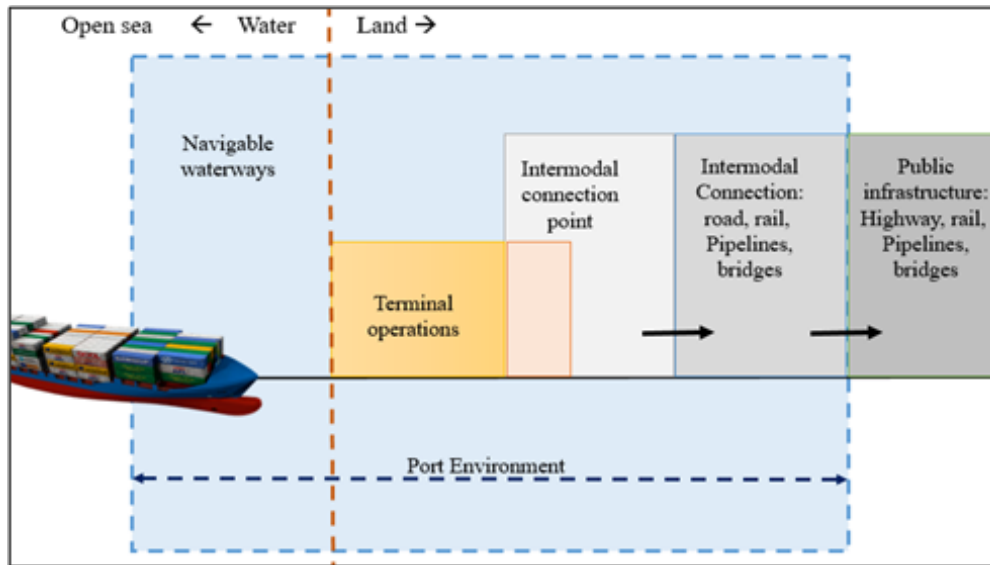 Open sea ← Water Land →
Navigable
waterways
Terminal
operations
Intermodal
connection
point
Intermodal
Connection:
road, rail,
Pipelines,
bridges
Public
infrastructure:
Highway, rail,
Pipelines,
bridges
Port Environment